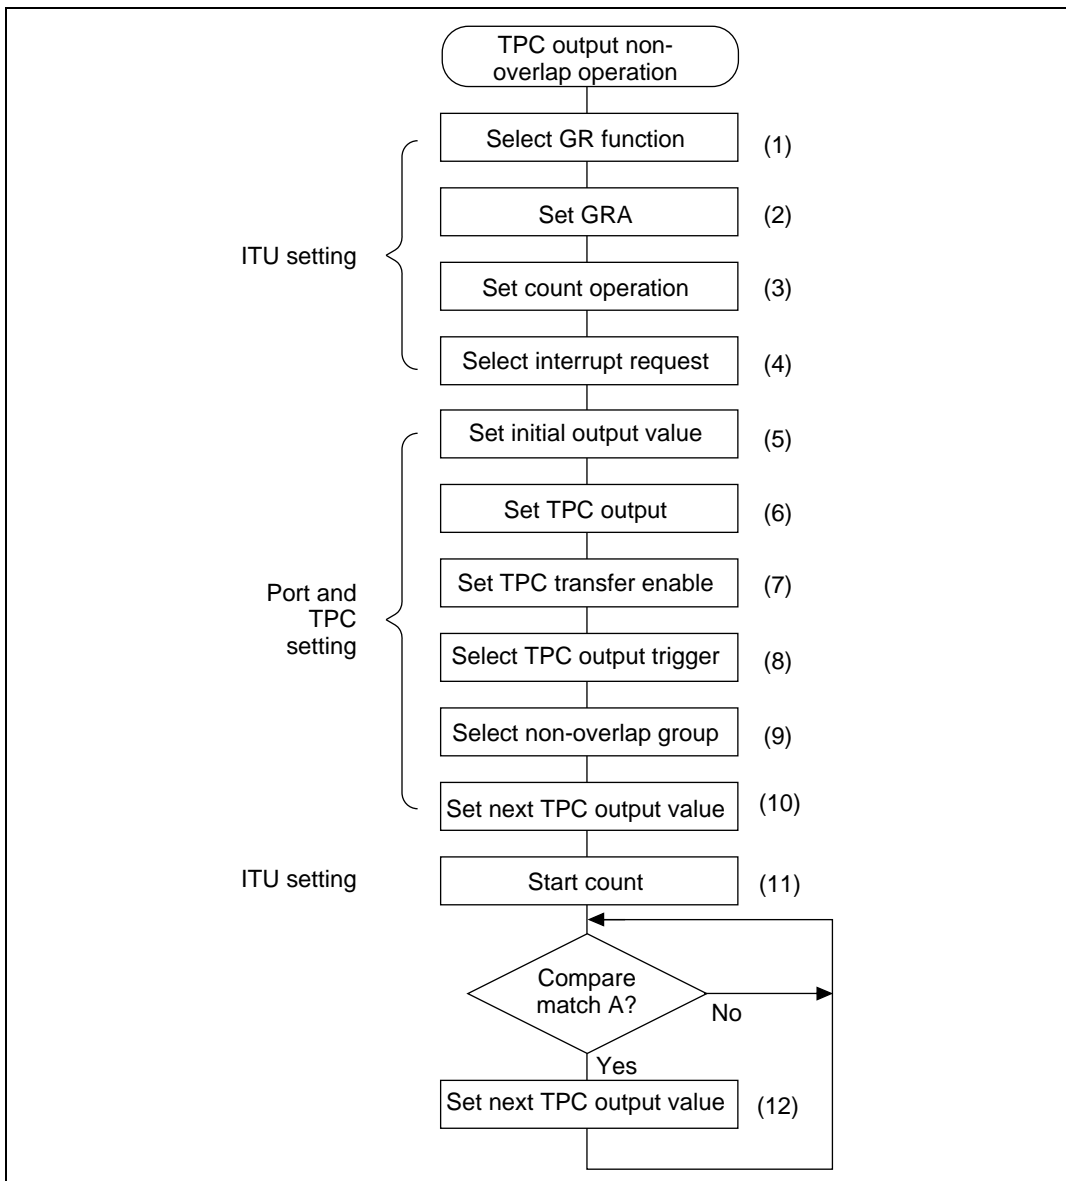 TPC output non-
overlap operation
Select GR function
(1)
Set GRA
(2)
ITU setting
Set count operation
(3)
Select interrupt request
(4)
Set initial output value
(5)
Set TPC output
(6)
Port and
TPC
setting
Set TPC transfer enable
(7)
Select TPC output trigger
(8)
Select non-overlap group
(9)
Set next TPC output value
(10)
ITU setting
Start count
(11)
Compare
match A?
No
Yes
Set next TPC output value
(12)